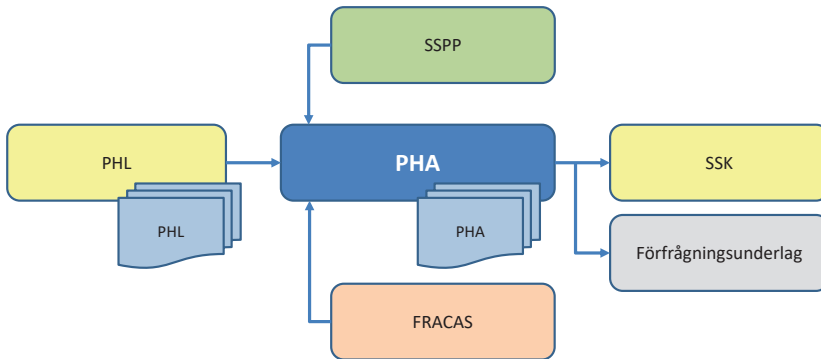 SSPP
PHL
PHA
SSK
PHL
PHA
Förfrågningsunderlag
FRACAS